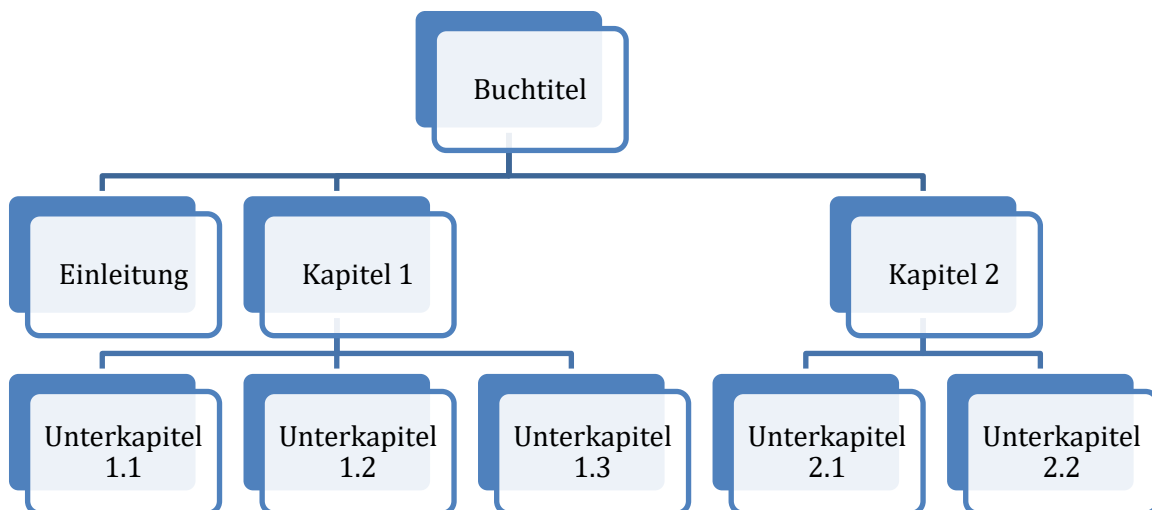 Buchtitel
Einleitung
Kapitel 1
Kapitel 2
Unterkapitel
1.1
Unterkapitel
1.2
Unterkapitel
1.3
Unterkapitel
2.1
Unterkapitel
2.2